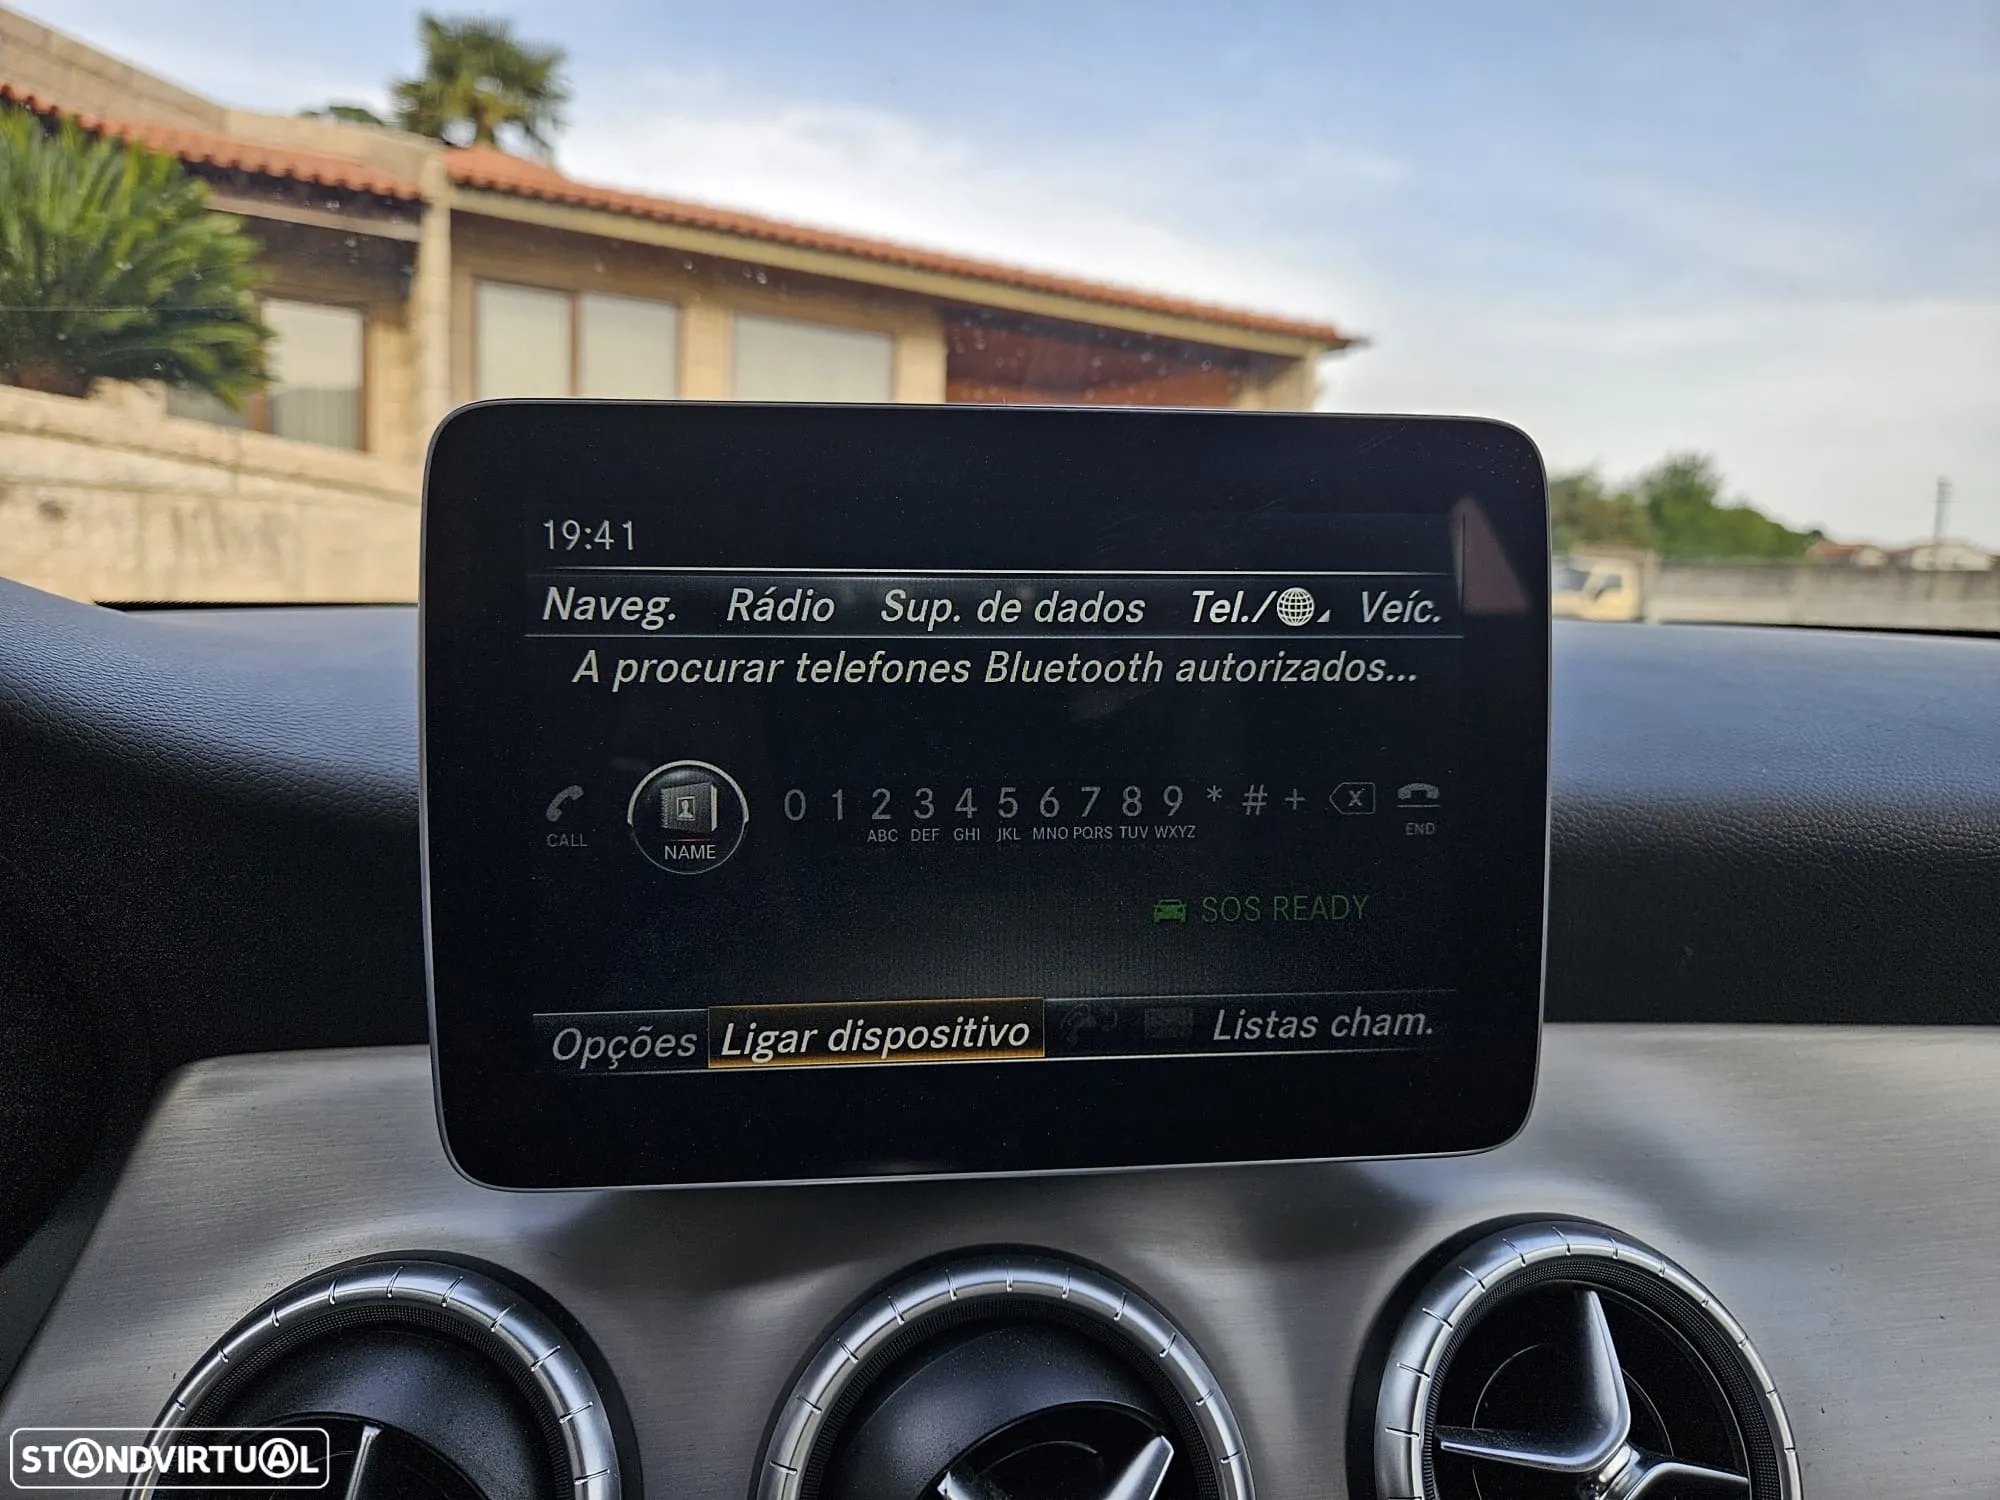 19:41
Naveg. Rádio Sup. de dados Tel./ Veíc.
A procurar telefones Bluetooth autorizados...
0 1 2 3 4 5 6 7 8 9 * # + X
CALL NAME ABC DEF GHI JKL MNO PQRS TUV WXYZ END
SOS READY
Opções Ligar dispositivo Listas cham.
STANDVIRTUAL